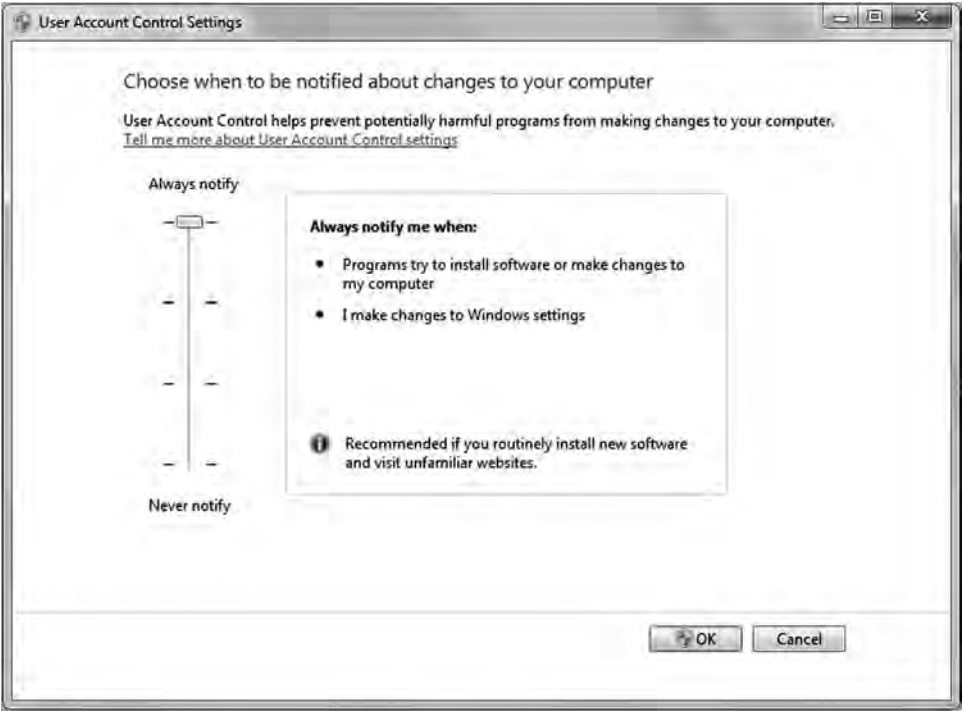 User Account Control Settings
Choose when to be notified about changes to your computer
User Account Control helps prevent potentially harmful programs from making changes to your computer.
Tell me more about User Account Control settings
Always notify
Always notify me when:
• Programs try to install software or make changes to
my computer
• I make changes to Windows settings
Recommended if you routinely install new software
and visit unfamiliar websites.
Never notify
OK
Cancel